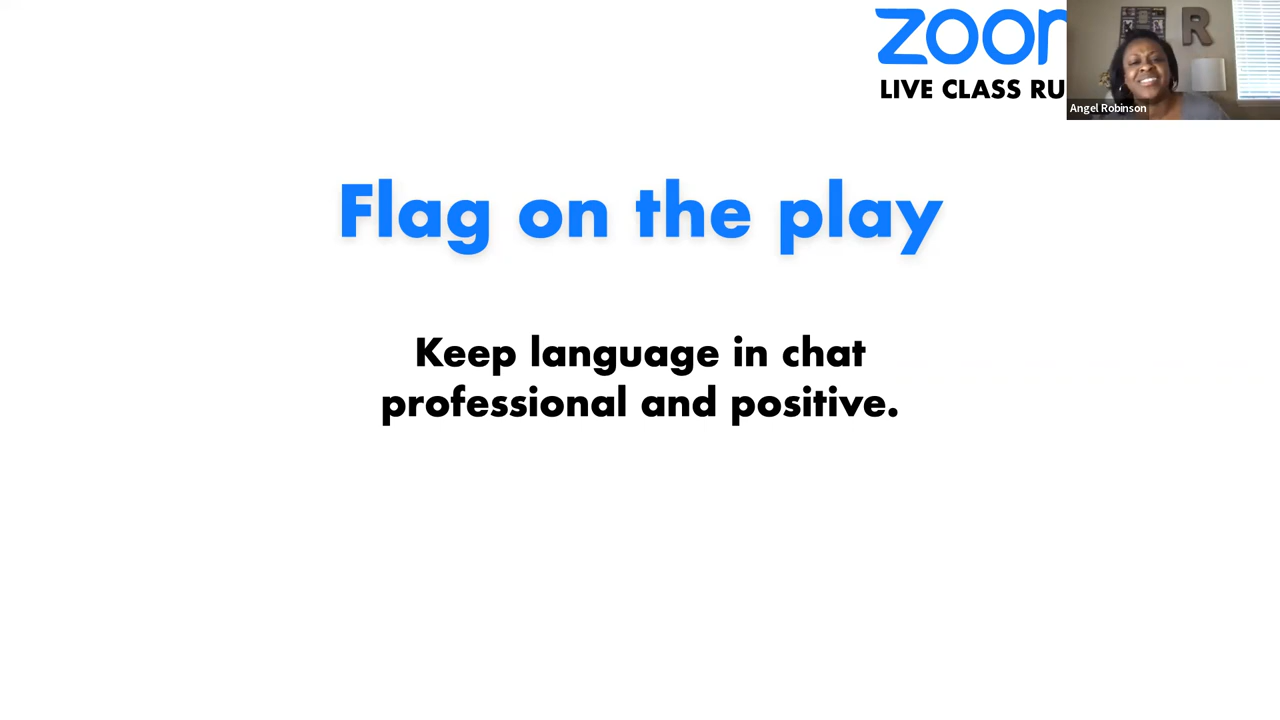 zoom
LIVE CLASS RU
R
Angel Robinson
Flag on the play
Keep language in chat
professional and positive.